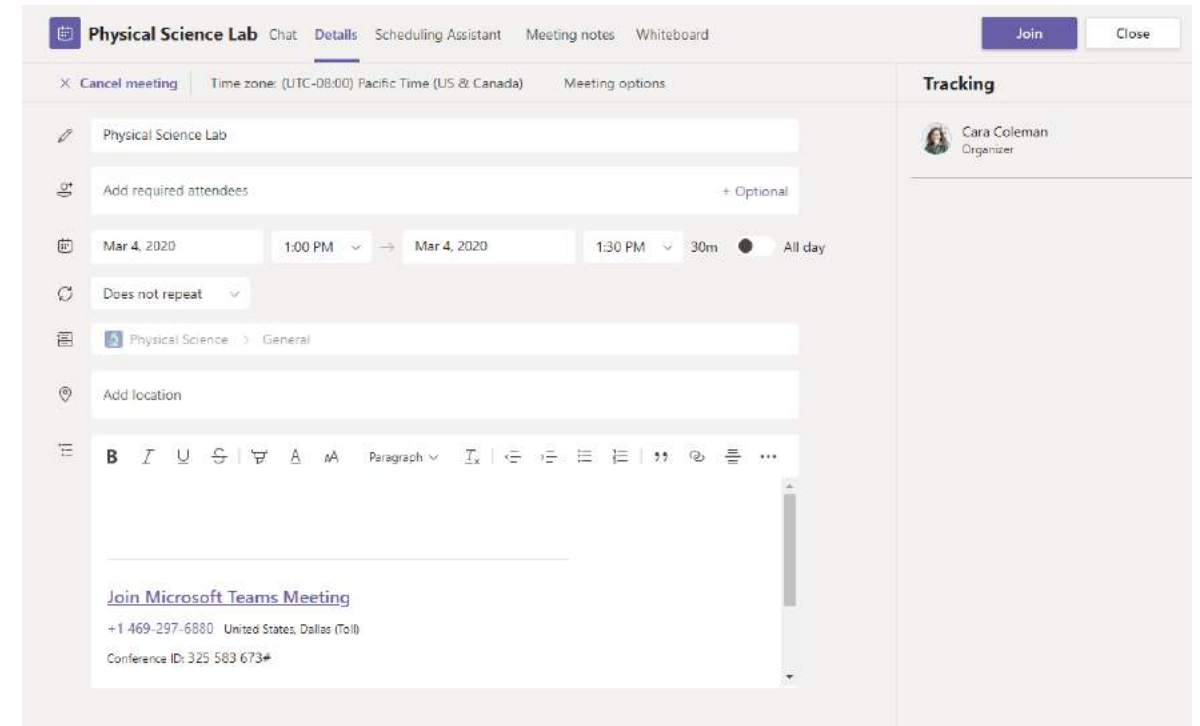 Physical Science Lab Chat Details Scheduling Assistant Meeting notes Whiteboard Join Close
Cancel meeting Time zone: (UTC-08:00) Pacific Time (US & Canada) Meeting options
Tracking
Physical Science Lab
Cara Coleman
Organizer
Add required attendees + Optional
Mar 4, 2020 1:00 PM → Mar 4, 2020 1:30 PM 30m All day
Does not repeat
Physical Science > General
Add location
B I U S A AA Paragraph Tx
Join Microsoft Teams Meeting
+1 469-297-6880 United States, Dallas (Toll)
Conference ID: 325 583 673#